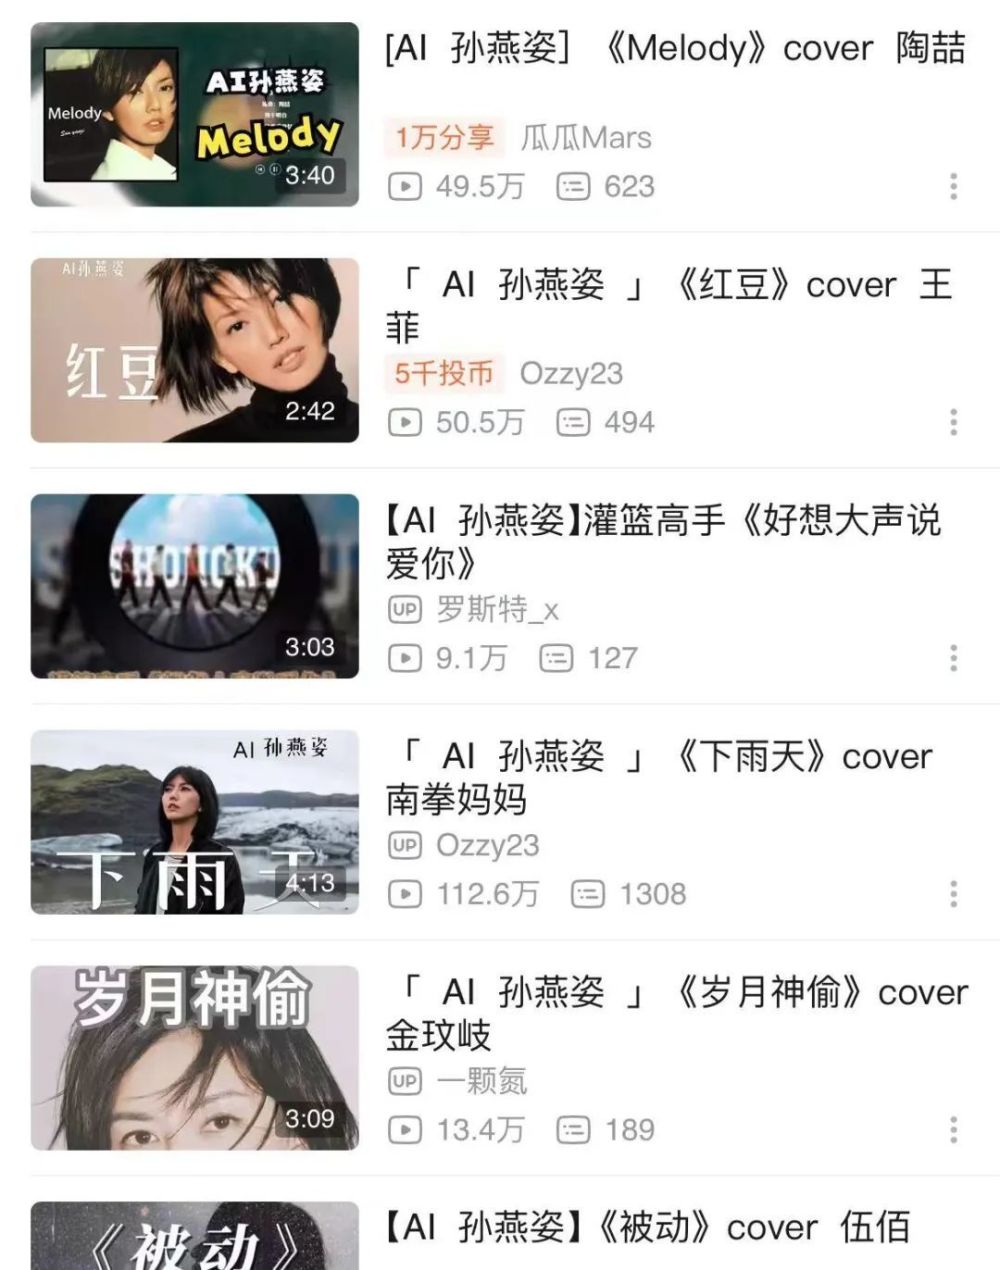 AI孙燕姿
Melody
Melody
3:40
[AI 孙燕姿] 《Melody》cover 陶喆
1万分享 瓜瓜Mars
49.5万 623
AI孙燕姿
红豆
2:42
「 AI 孙燕姿 」《红豆》cover 王
菲
5千投币 Ozzy23
50.5万 494
3:03
【AI 孙燕姿】灌篮高手《好想大声说
爱你》
UP 罗斯特_x
9.1万 127
AI 孙燕姿
下雨天
4:13
「 AI 孙燕姿 」《下雨天》cover
南拳妈妈
UP Ozzy23
112.6万 1308
岁月神偷
3:09
「 AI 孙燕姿 」《岁月神偷》cover
金玟岐
UP 一颗氮
13.4万 189
《被动》
【AI 孙燕姿】《被动》cover 伍佰